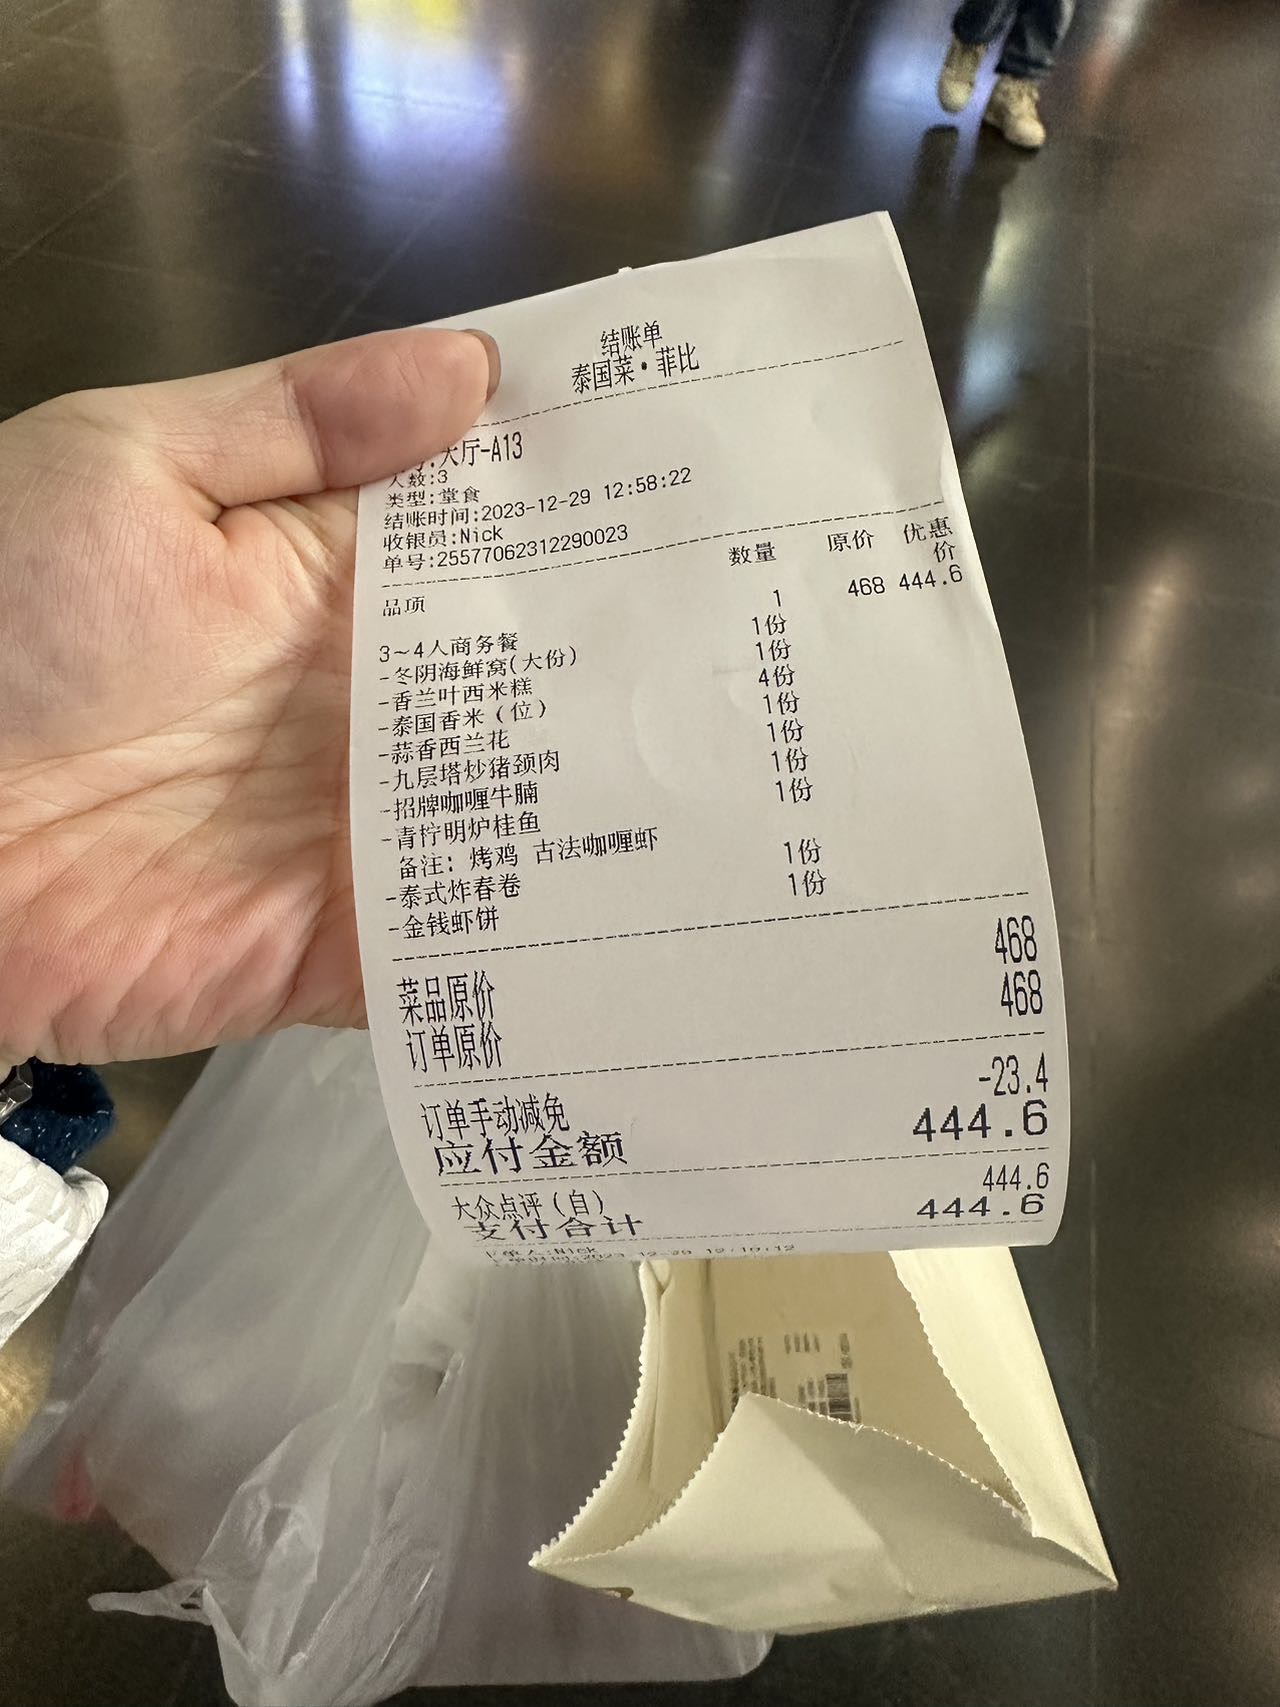 结账单
泰国菜·菲比
大厅-A13
人数:3
类型:堂食
结账时间:2023-12-29 12:58:22
收银员:Nick
单号:25577062312290023
品项 数量 原价 优惠价
3~4人商务餐 1 468 444.6
-冬阴海鲜窝(大份) 1份
-香兰叶西米糕 1份
-泰国香米(位) 4份
-蒜香西兰花 1份
-九层塔炒猪颈肉 1份
-招牌咖喱牛腩 1份
-青柠明炉桂鱼 1份
备注: 烤鸡 古法咖喱虾
-泰式炸春卷 1份
-金钱虾饼 1份
菜品原价 468
订单原价 468
订单手动减免 -23.4
应付金额 444.6
大众点评(自) 444.6
支付合计 444.6
下单人:Nick